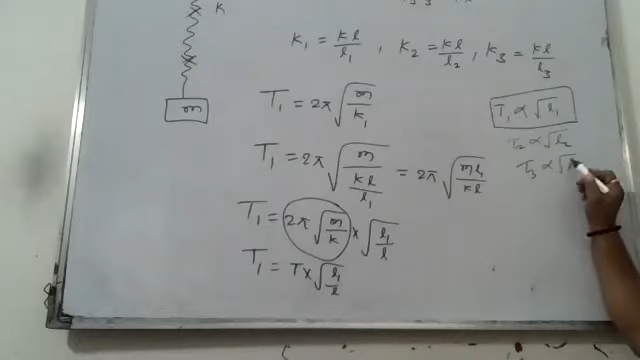 K
K₁ = Kl/l₁ , K₂ = Kl/l₂ , K₃ = Kl/l₃
T₁ = 2π√(m/K₁)
T₁ ∝ √l₁
T₂ ∝ √l₂
T₁ = 2π√(m/(Kl/l₁)) = 2π√(ml₁/Kl)
T₃ ∝ √
m
T₁ = 2π√(m/K) × √(l₁/l)
T₁ = T × √(l₁/l)